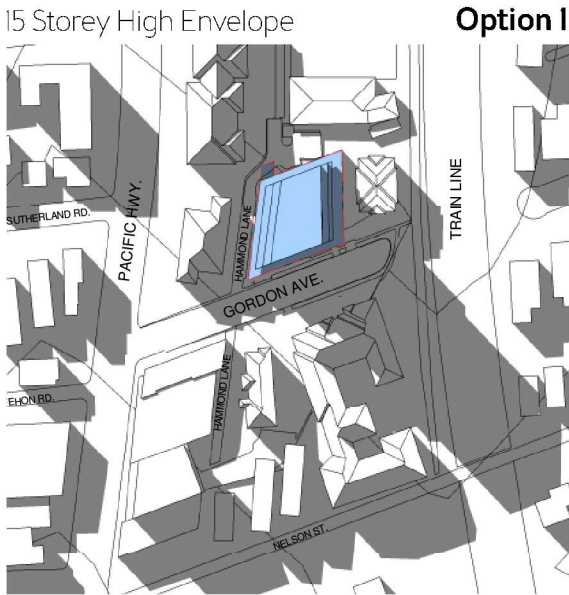 15 Storey High Envelope
Option 1
SUTHERLAND RD.
PACIFIC HWY.
HAMMOND LANE
TRAIN LINE
GORDON AVE.
HAMMOND LANE
EHON RD.
NELSON ST.